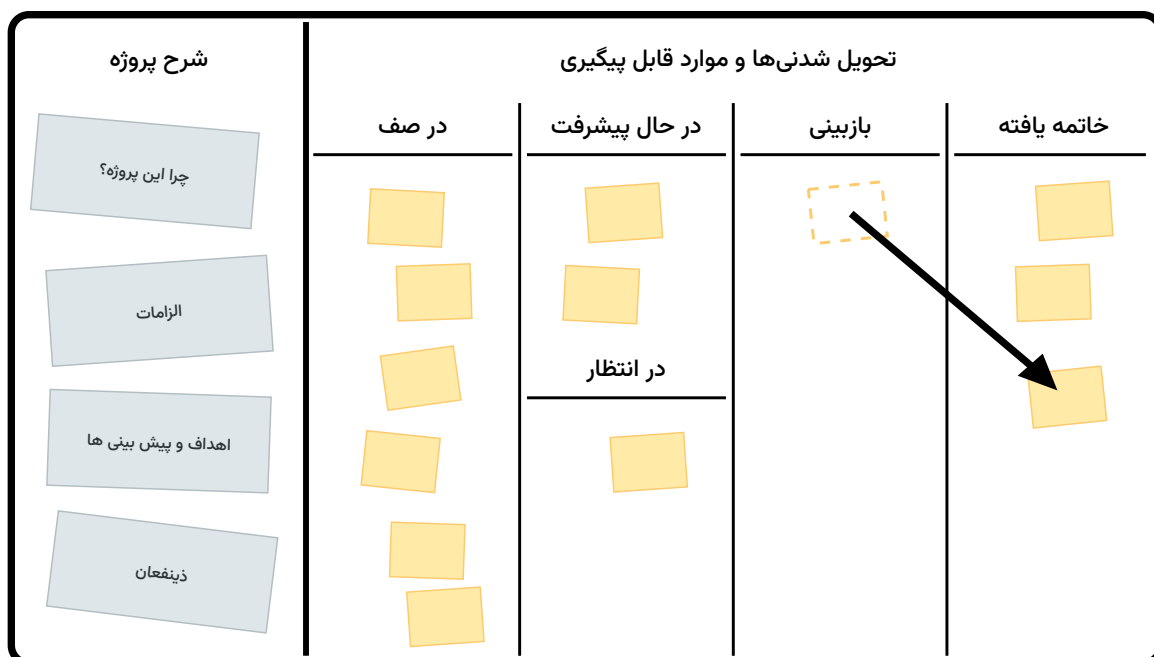 شرح پروژه
چرا این پروژه؟
الزامات
اهداف و پیش بینی ها
ذینفعان
تحویل شدنی‌ها و موارد قابل پیگیری
در صف
در حال پیشرفت
در انتظار
بازبینی
خاتمه یافته